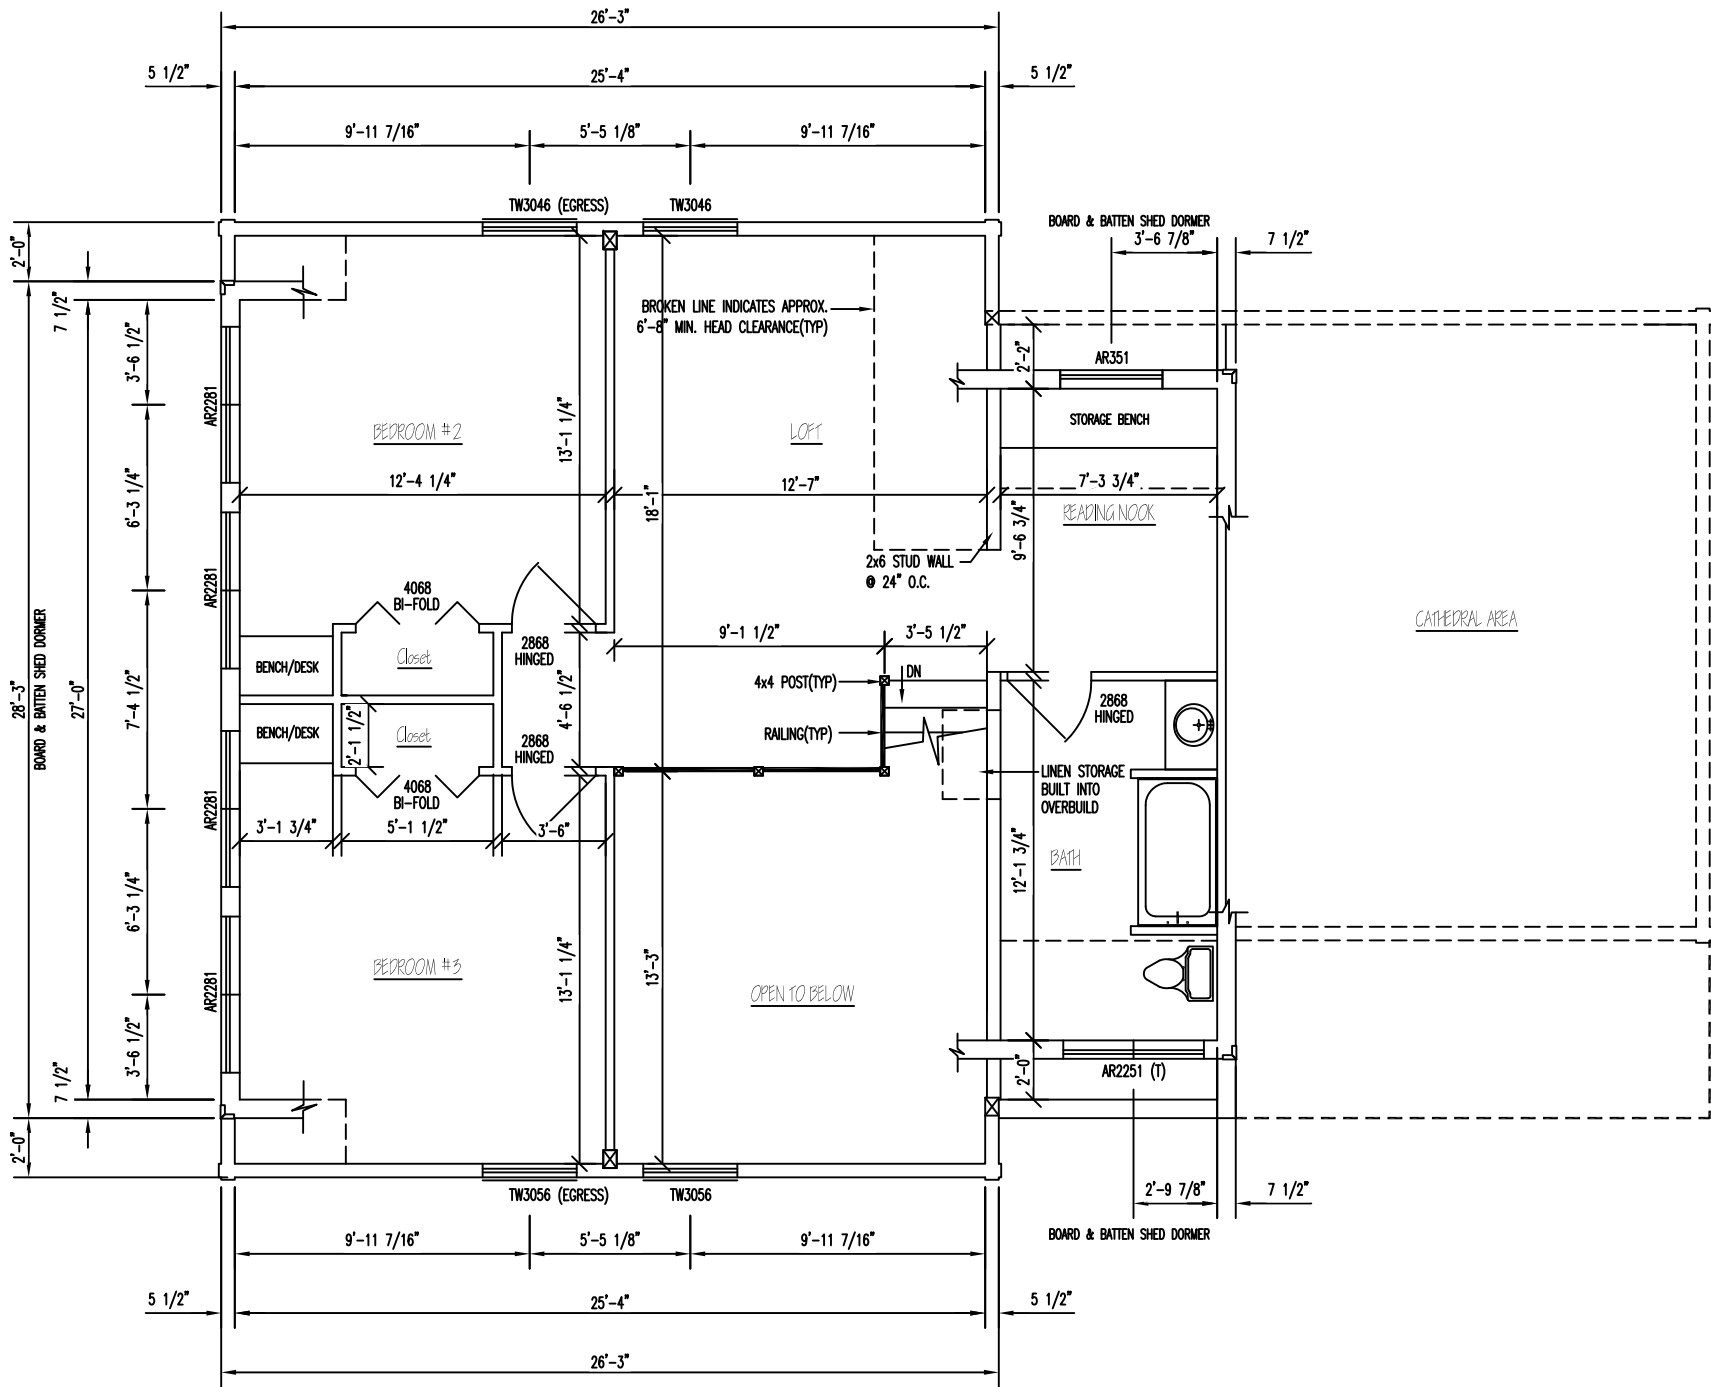 26'-3"
5 1/2"
25'-4"
5 1/2"
9'-11 7/16"
5'-5 1/8"
9'-11 7/16"
TW3046 (EGRESS)
TW3046
BOARD & BATTEN SHED DORMER
3'-6 7/8"
7 1/2"
2'-0"
7 1/2"
3'-6 1/2"
BROKEN LINE INDICATES APPROX.
6'-8" MIN. HEAD CLEARANCE(TYP)
2'-2"
AR351
STORAGE BENCH
AR2281
BEDROOM #2
13'-1 1/4"
LOFT
12'-4 1/4"
12'-7"
7'-3 3/4"
6'-3 1/4"
18'-1"
READING NOOK
9'-6 3/4"
2x6 STUD WALL
@ 24" O.C.
AR2281
4068
BI-FOLD
CATHEDRAL AREA
28'-3"
BOARD & BATTEN SHED DORMER
27'-0"
7'-4 1/2"
BENCH/DESK
Closet
2868
HINGED
9'-1 1/2"
3'-5 1/2"
4'-6 1/2"
4x4 POST(TYP)
DN
2868
HINGED
BENCH/DESK
2'-1 1/2"
Closet
2868
HINGED
RAILING(TYP)
LINEN STORAGE
BUILT INTO
OVERBUILD
4068
BI-FOLD
AR2281
3'-1 3/4"
5'-1 1/2"
3'-6"
12'-1 3/4"
BATH
6'-3 1/4"
BEDROOM #3
13'-1 1/4"
13'-3"
OPEN TO BELOW
AR2281
3'-6 1/2"
7 1/2"
2'-0"
AR2251 (T)
2'-0"
TW3056 (EGRESS)
TW3056
2'-9 7/8"
7 1/2"
BOARD & BATTEN SHED DORMER
9'-11 7/16"
5'-5 1/8"
9'-11 7/16"
5 1/2"
25'-4"
5 1/2"
26'-3"